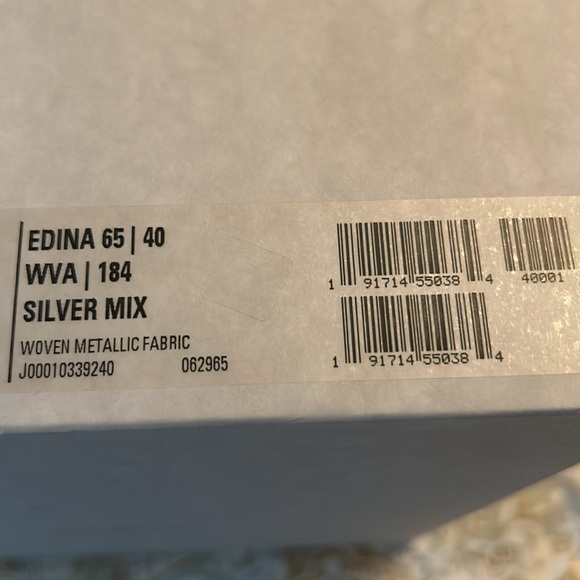 EDINA 65 | 40
WVA | 184
SILVER MIX
WOVEN METALLIC FABRIC
J00010339240 062965
1 91714 55038 4
40001
1 91714 55038 4